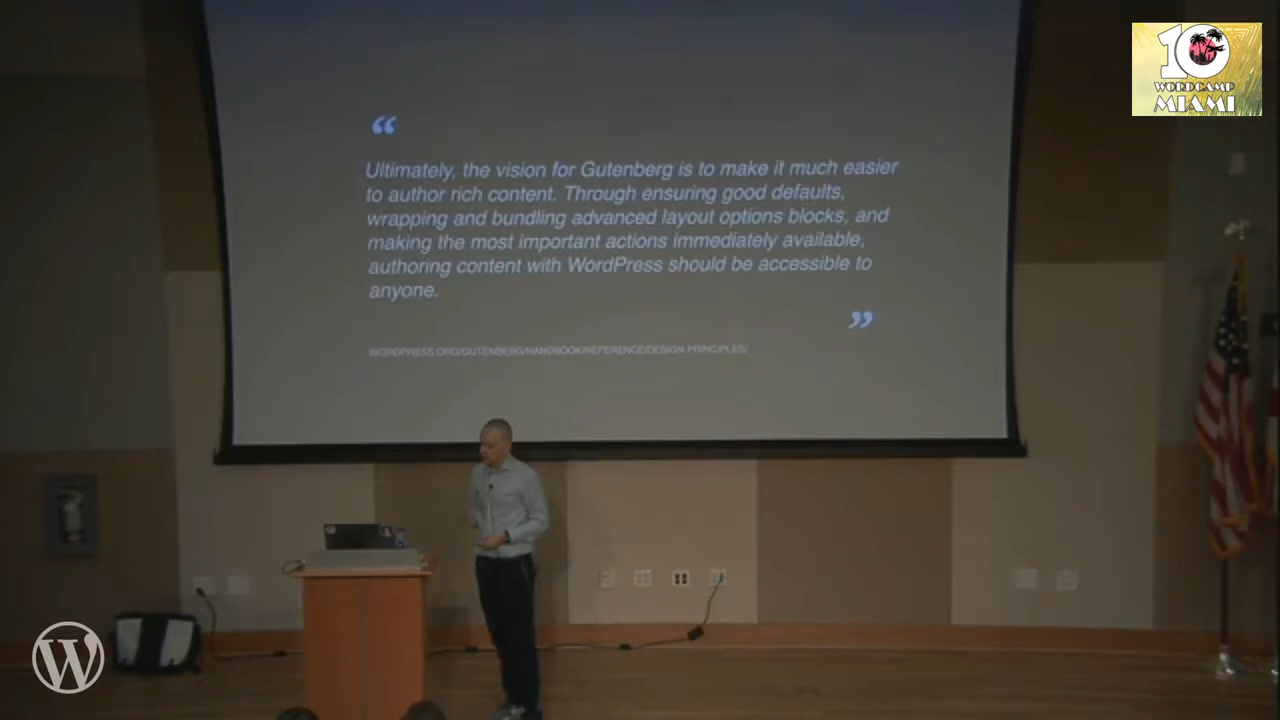 10
WORDCAMP
MIAMI
“
Ultimately, the vision for Gutenberg is to make it much easier
to author rich content. Through ensuring good defaults,
wrapping and bundling advanced layout options blocks, and
making the most important actions immediately available,
authoring content with WordPress should be accessible to
anyone.
”
WORDPRESS.ORG/GUTENBERG/HANDBOOK/REFERENCE/DESIGN-PRINCIPLES/
W